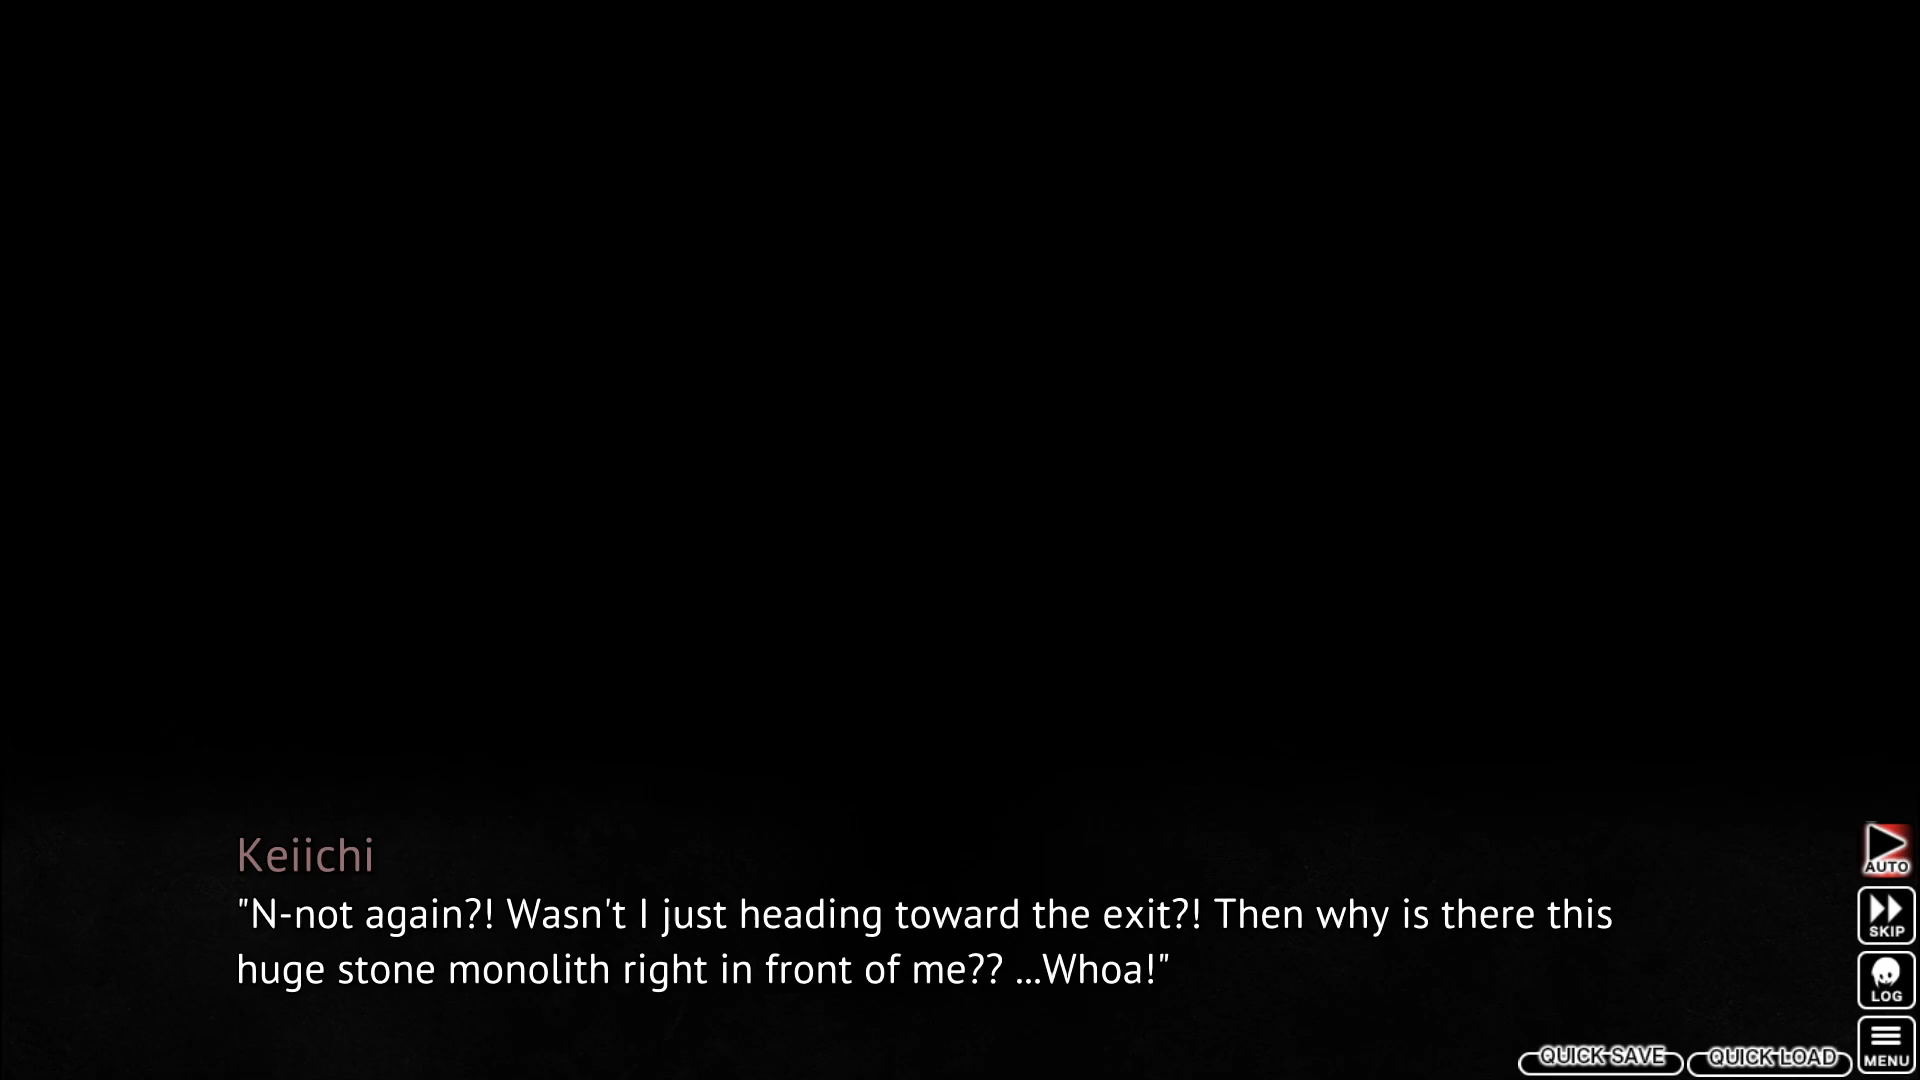 Keiichi
"N-not again?! Wasn't I just heading toward the exit?! Then why is there this
huge stone monolith right in front of me?? ...Whoa!"
AUTO
SKIP
LOG
MENU
QUICK SAVE
QUICK LOAD